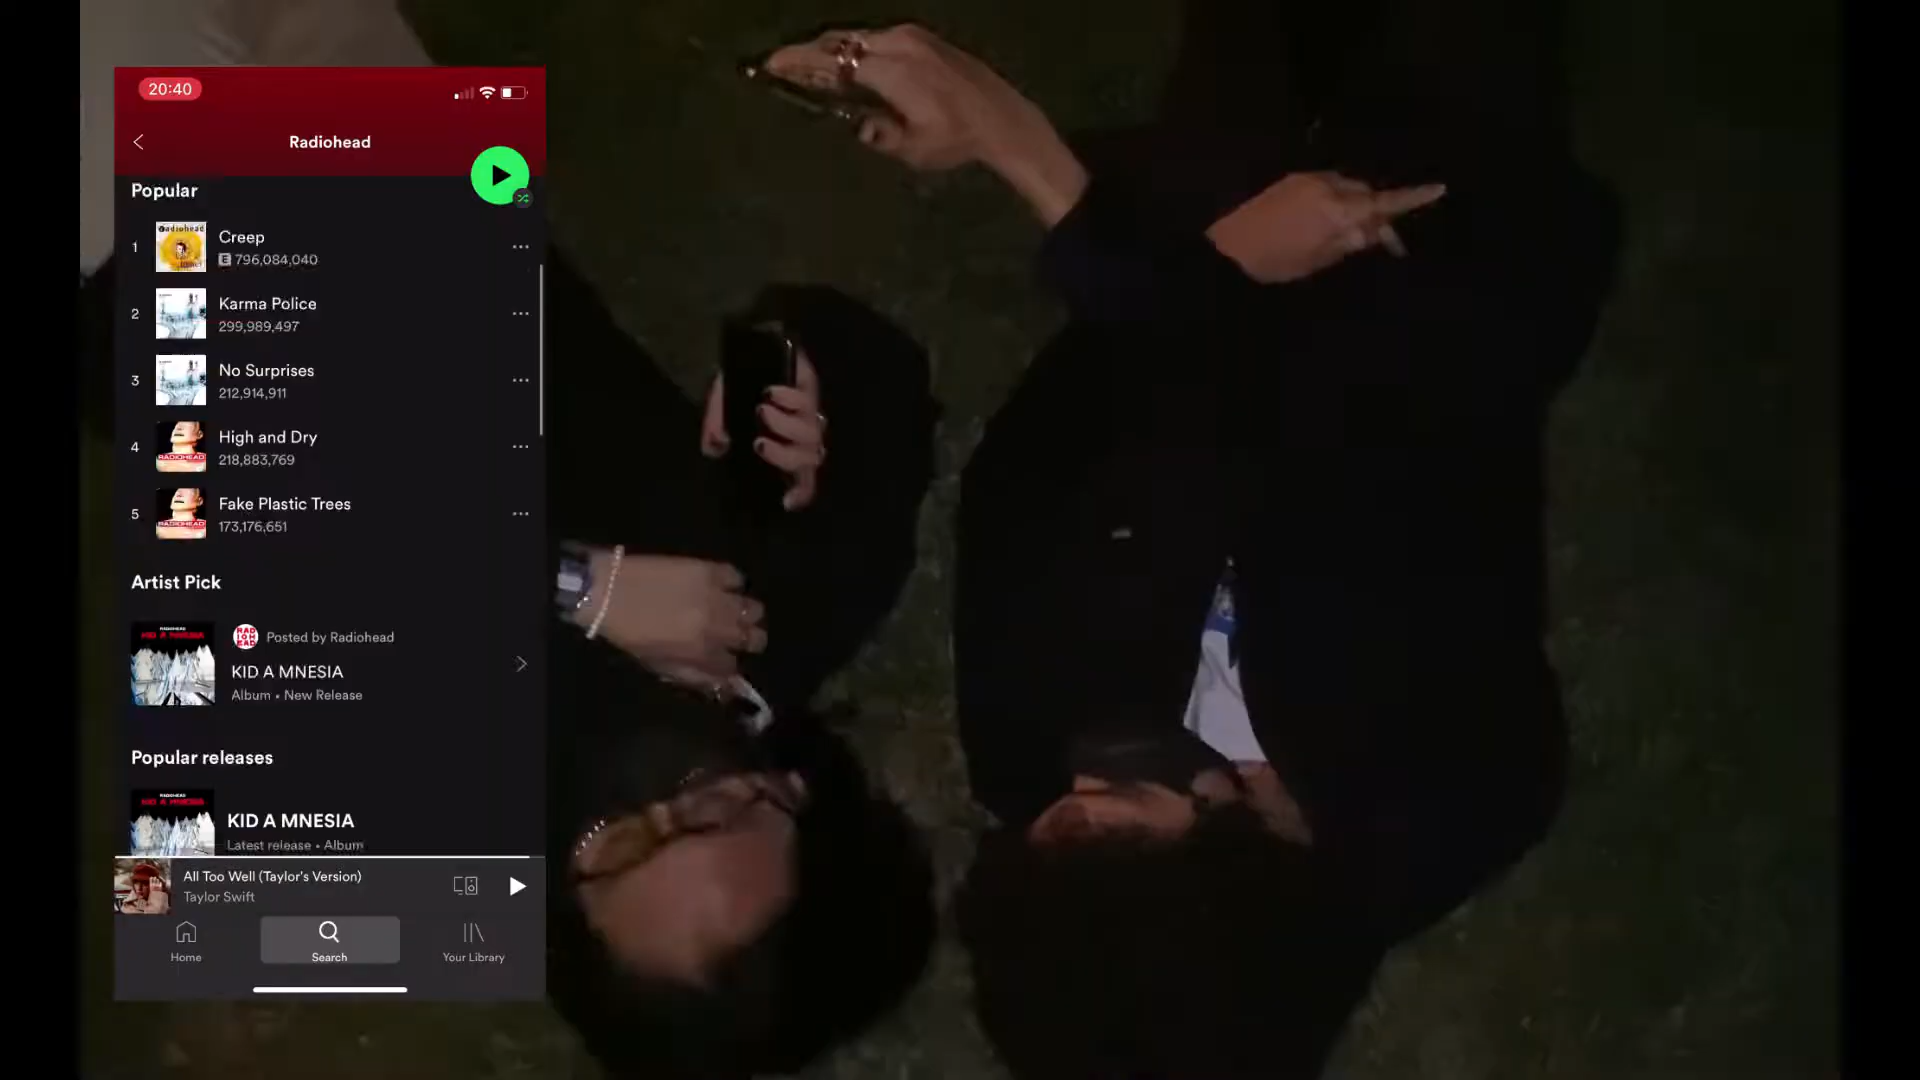 20:40
Radiohead
Popular
1
Creep
E 796,084,040
2
Karma Police
299,989,497
3
No Surprises
212,914,911
4
High and Dry
218,883,769
5
Fake Plastic Trees
173,176,651
Artist Pick
Posted by Radiohead
KID A MNESIA
Album • New Release
Popular releases
KID A MNESIA
Latest release • Album
All Too Well (Taylor's Version)
Taylor Swift
Home
Search
Your Library